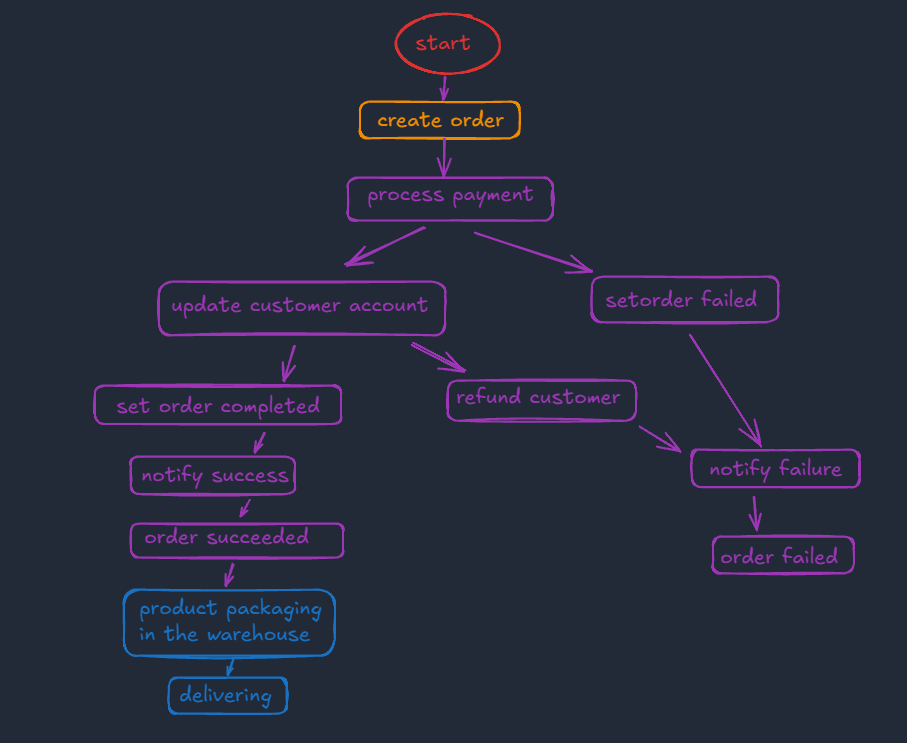 start
create order
process payment
update customer account
setorder failed
set order completed
refund customer
notify success
notify failure
order succeeded
order failed
product packaging
in the warehouse
delivering